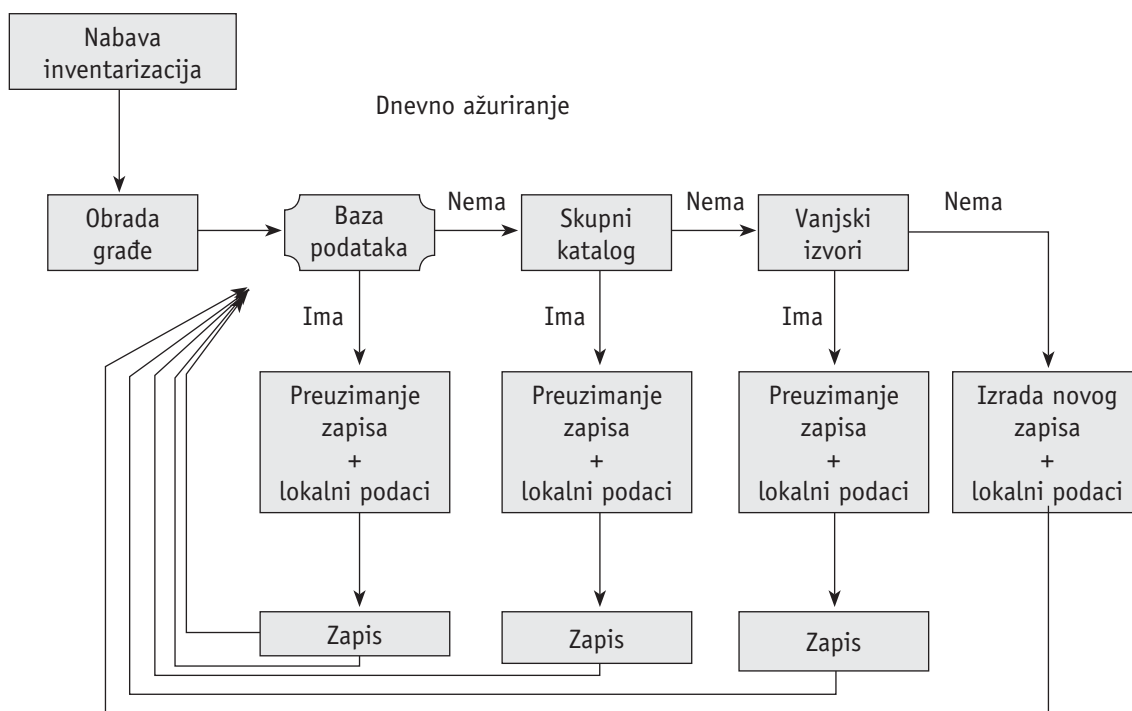 Nabava
inventarizacija
Dnevno ažuriranje
Obrada
građe
Baza
podataka
Nema
Skupni
katalog
Nema
Vanjski
izvori
Nema
Ima
Ima
Ima
Preuzimanje
zapisa
+
lokalni podaci
Preuzimanje
zapisa
+
lokalni podaci
Preuzimanje
zapisa
+
lokalni podaci
Izrada novog
zapisa
+
lokalni podaci
Zapis
Zapis
Zapis